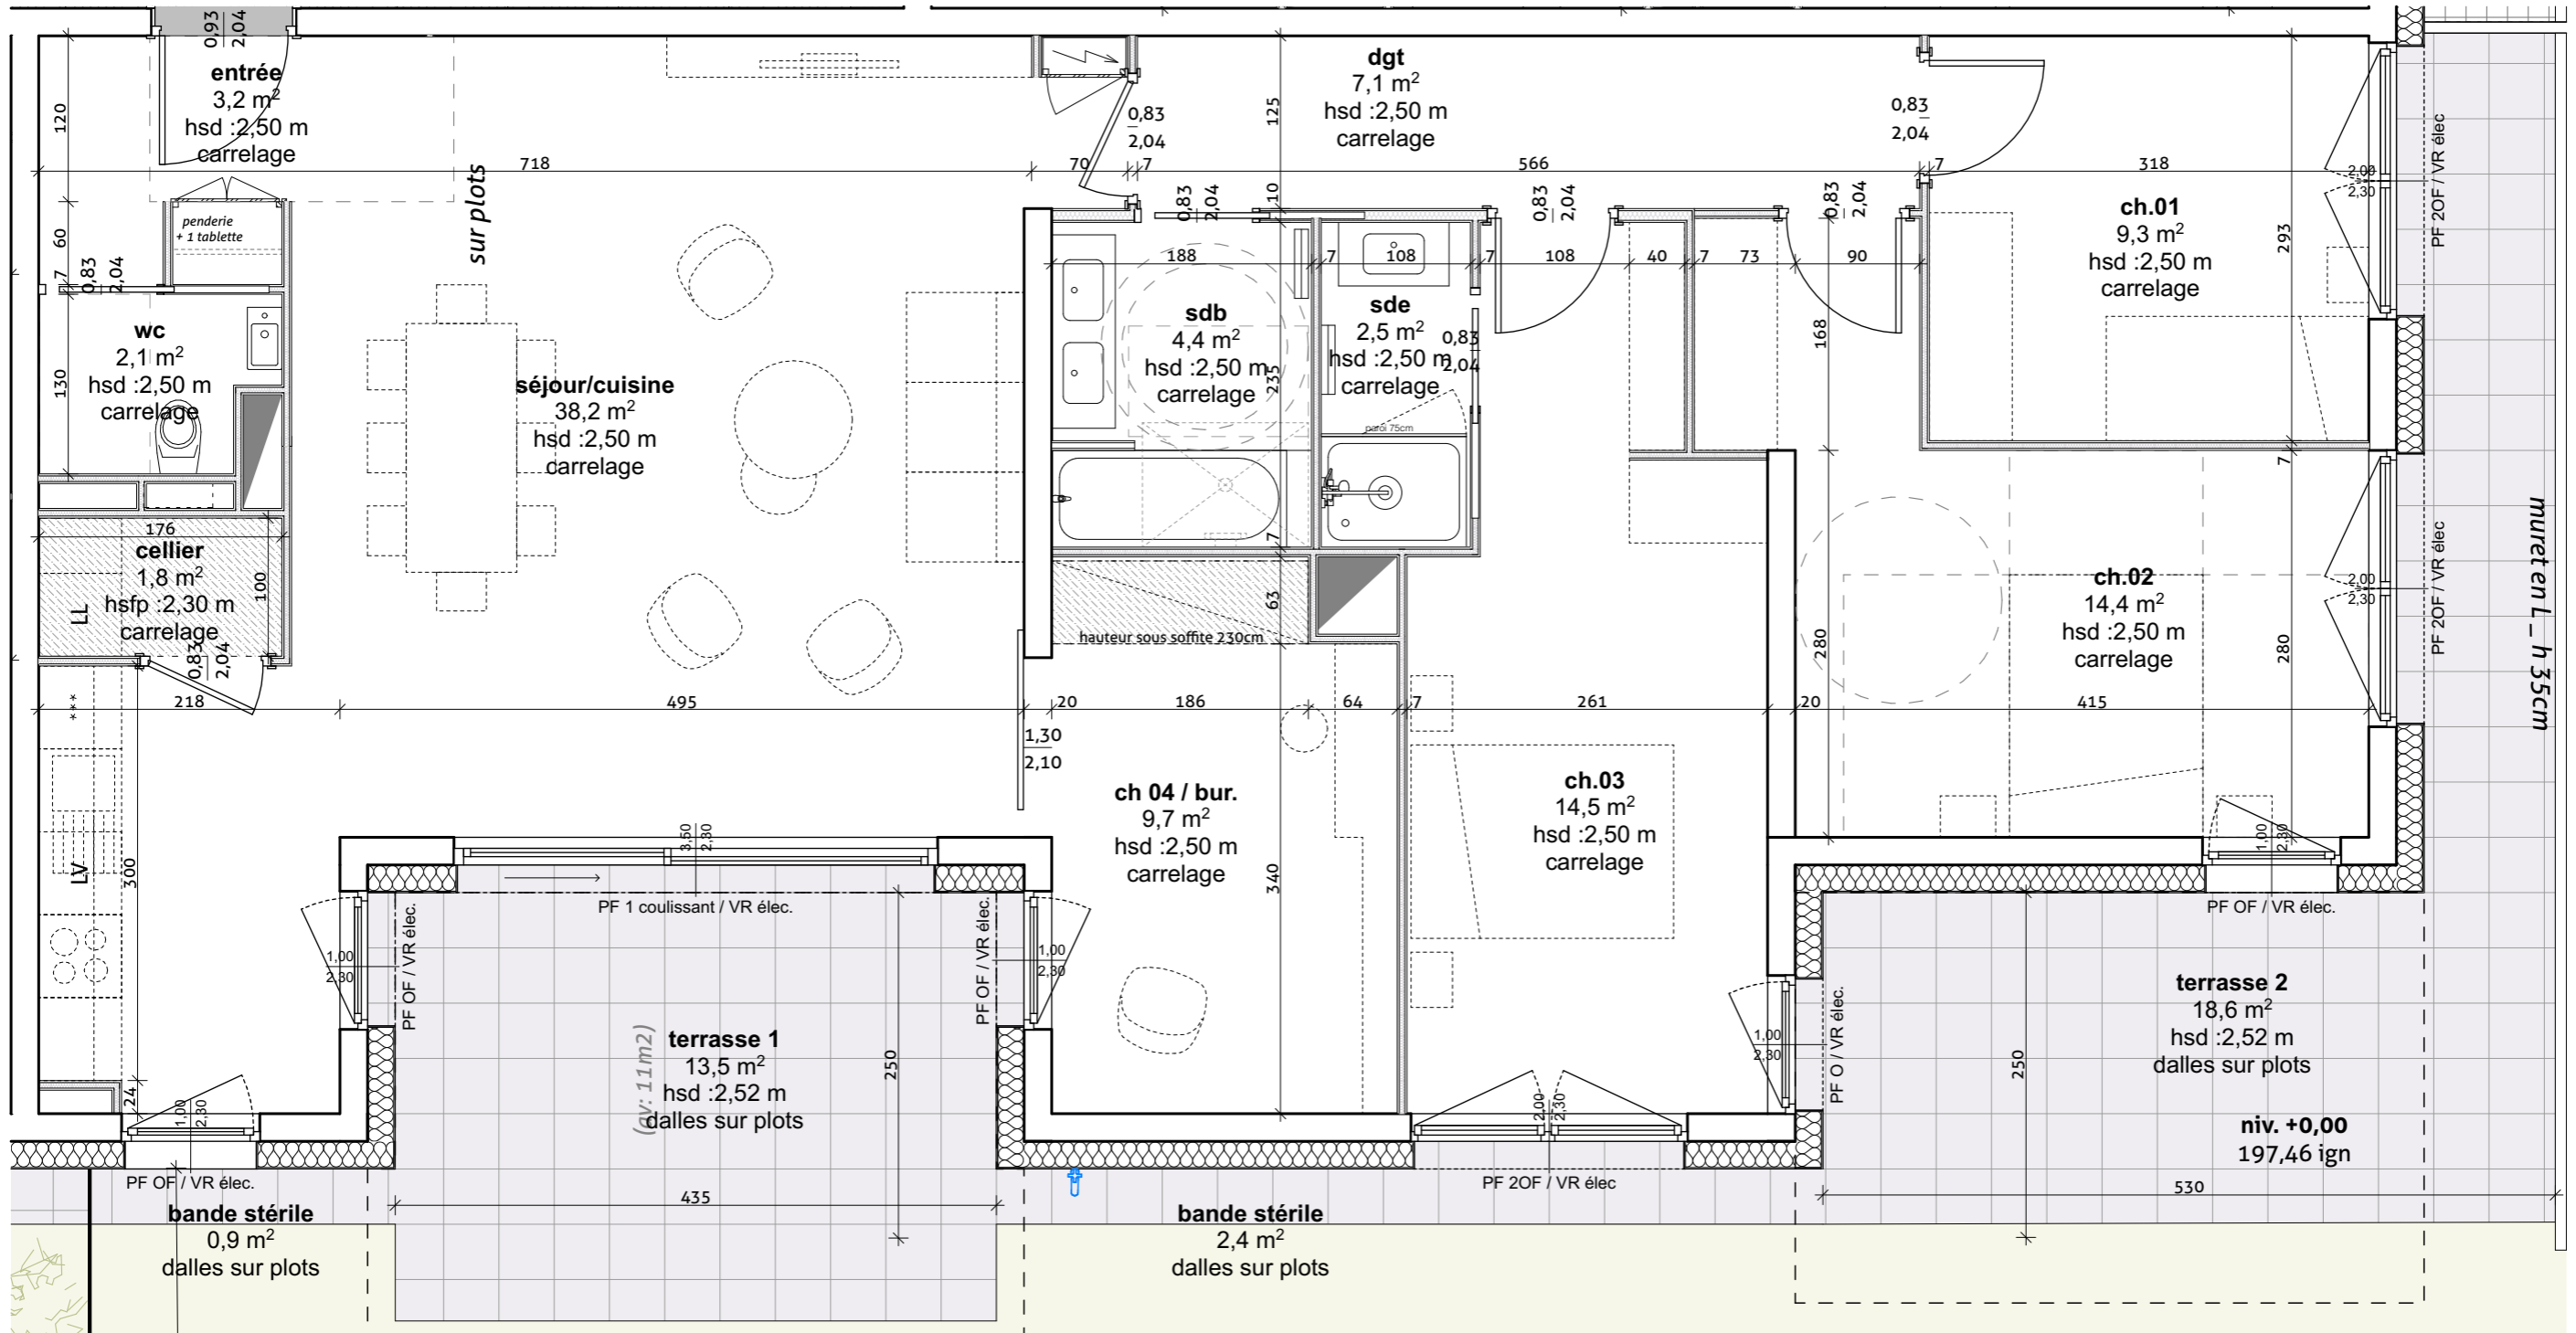 0,93
2,04
entrée
3,2 m²
hsd :2,50 m
carrelage
120
718
sur plots
70
7
0,83
2,04
dgt
7,1 m²
hsd :2,50 m
carrelage
125
10
566
0,83
2,04
7
318
2,00
2,30
PF 2OF / VR élec
penderie
+ 1 tablette
60
7
0,83
2,04
wc
2,1 m²
hsd :2,50 m
carrelage
130
séjour/cuisine
38,2 m²
hsd :2,50 m
carrelage
0,83
2,04
188
7
108
7
0,83
2,04
108
40
7
73
0,83
2,04
90
sdb
4,4 m²
hsd :2,50 m
carrelage
235
7
sde
2,5 m²
hsd :2,50 m
carrelage
0,83
2,04
paroi 75cm
168
ch.01
9,3 m²
hsd :2,50 m
carrelage
293
7
176
cellier
1,8 m²
hsfp :2,30 m
carrelage
LL
100
0,83
2,04
63
hauteur sous soffite 230cm
ch.02
14,4 m²
hsd :2,50 m
carrelage
280
280
2,00
2,30
PF 2OF / VR élec
muret en L _ h 35cm
***
218
495
20
186
64
7
261
20
415
1,30
2,10
LV
300
24
3,50
2,30
PF 1 coulissant / VR élec.
ch 04 / bur.
9,7 m²
hsd :2,50 m
carrelage
340
ch.03
14,5 m²
hsd :2,50 m
carrelage
1,00
2,30
PF OF / VR élec.
1,00
2,30
PF OF / VR élec.
PF OF / VR élec.
1,00
2,30
1,00
2,30
PF O / VR élec.
terrasse 1
13,5 m²
hsd :2,52 m
dalles sur plots
(av: 11m2)
250
terrasse 2
18,6 m²
hsd :2,52 m
dalles sur plots
250
niv. +0,00
197,46 ign
1,00
2,30
PF OF / VR élec.
2,00
2,30
PF 2OF / VR élec
435
530
bande stérile
0,9 m²
dalles sur plots
bande stérile
2,4 m²
dalles sur plots